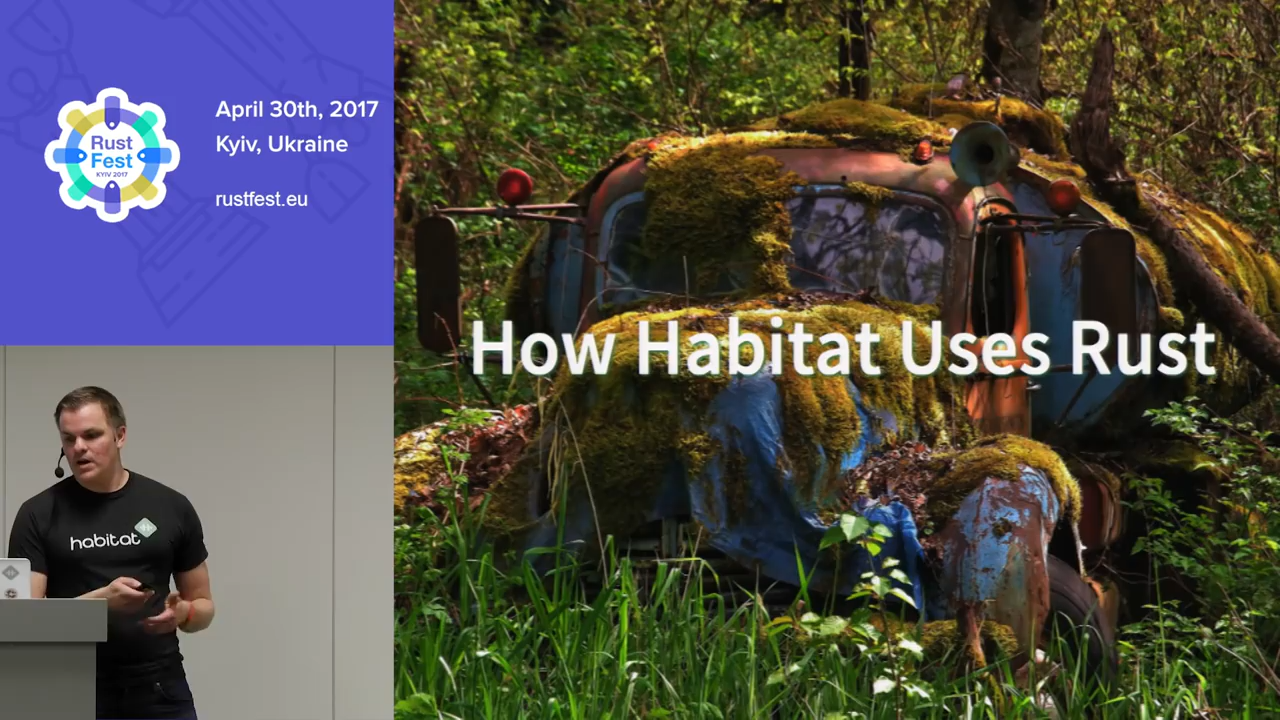 Rust
Fest
KYIV 2017
April 30th, 2017
Kyiv, Ukraine
rustfest.eu
How Habitat Uses Rust
habitat